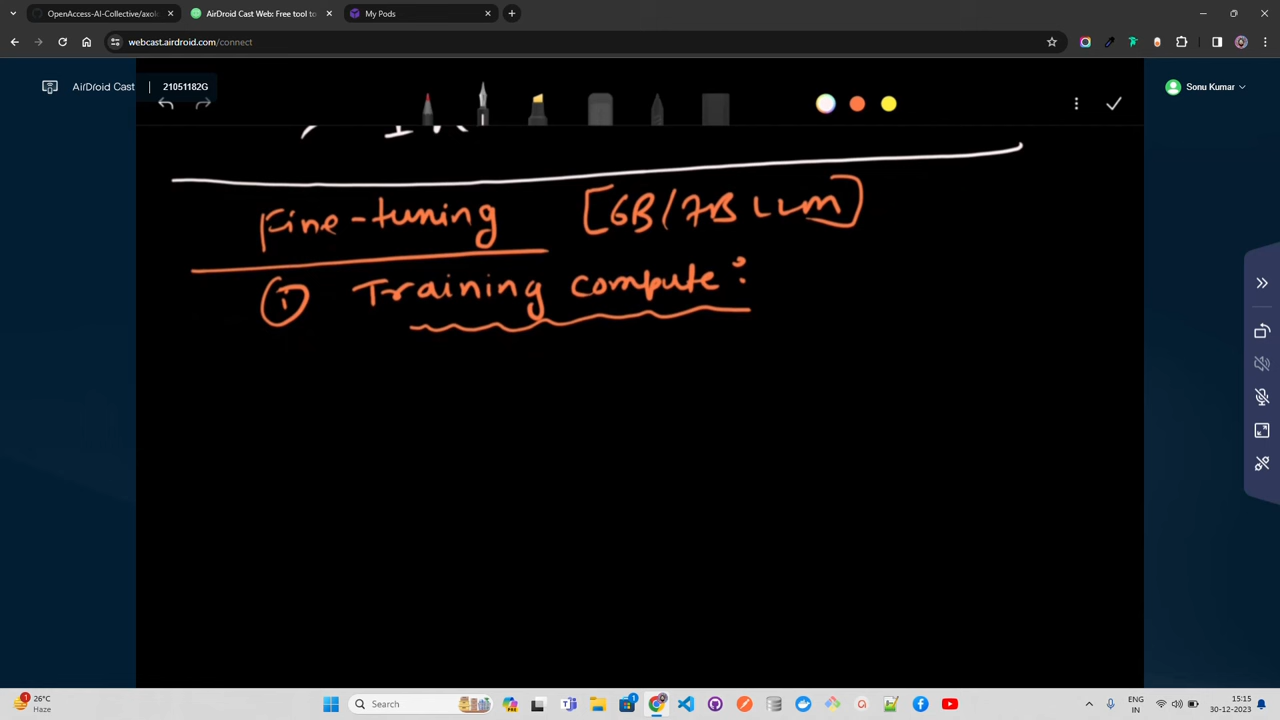 OpenAccess-AI-Collective/axol
AirDroid Cast Web: Free tool to
My Pods
webcast.airdroid.com/connect
AirDroid Cast
21051182G
Sonu Kumar
Fine-tuning [6B/7B LLM]
① Training compute:
26°C
Haze
Search
ENG
IN
15:15
30-12-2023